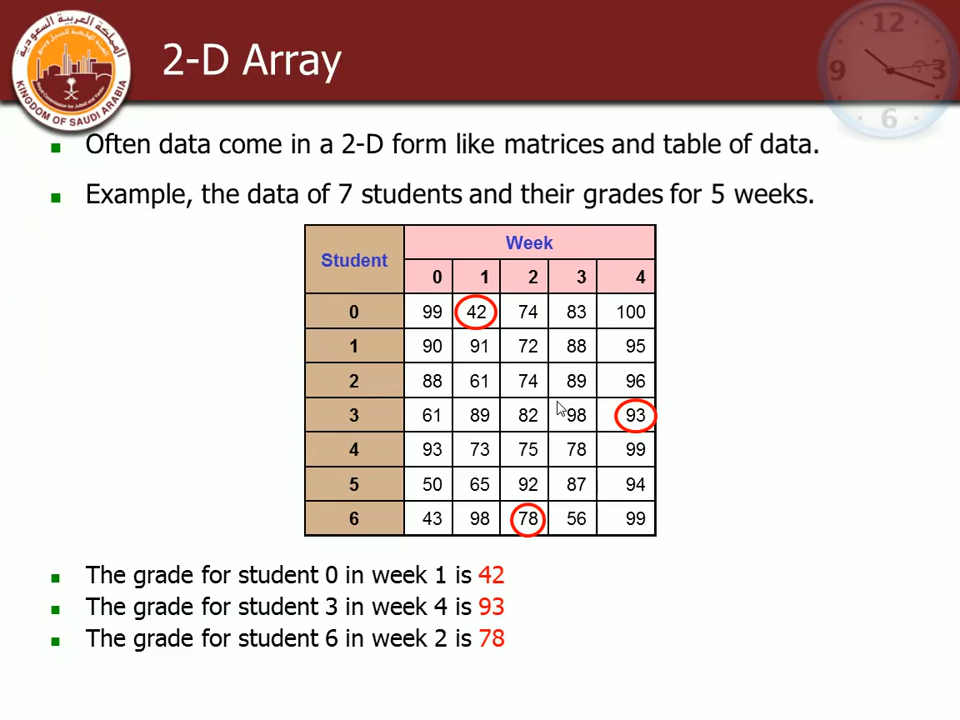 المملكة العربية السعودية
KINGDOM OF SAUDI ARABIA
2-D Array
12
9
3
6
Often data come in a 2-D form like matrices and table of data.
Example, the data of 7 students and their grades for 5 weeks.
Student Week
0 1 2 3 4
0 99 42 74 83 100
1 90 91 72 88 95
2 88 61 74 89 96
3 61 89 82 98 93
4 93 73 75 78 99
5 50 65 92 87 94
6 43 98 78 56 99
The grade for student 0 in week 1 is 42
The grade for student 3 in week 4 is 93
The grade for student 6 in week 2 is 78